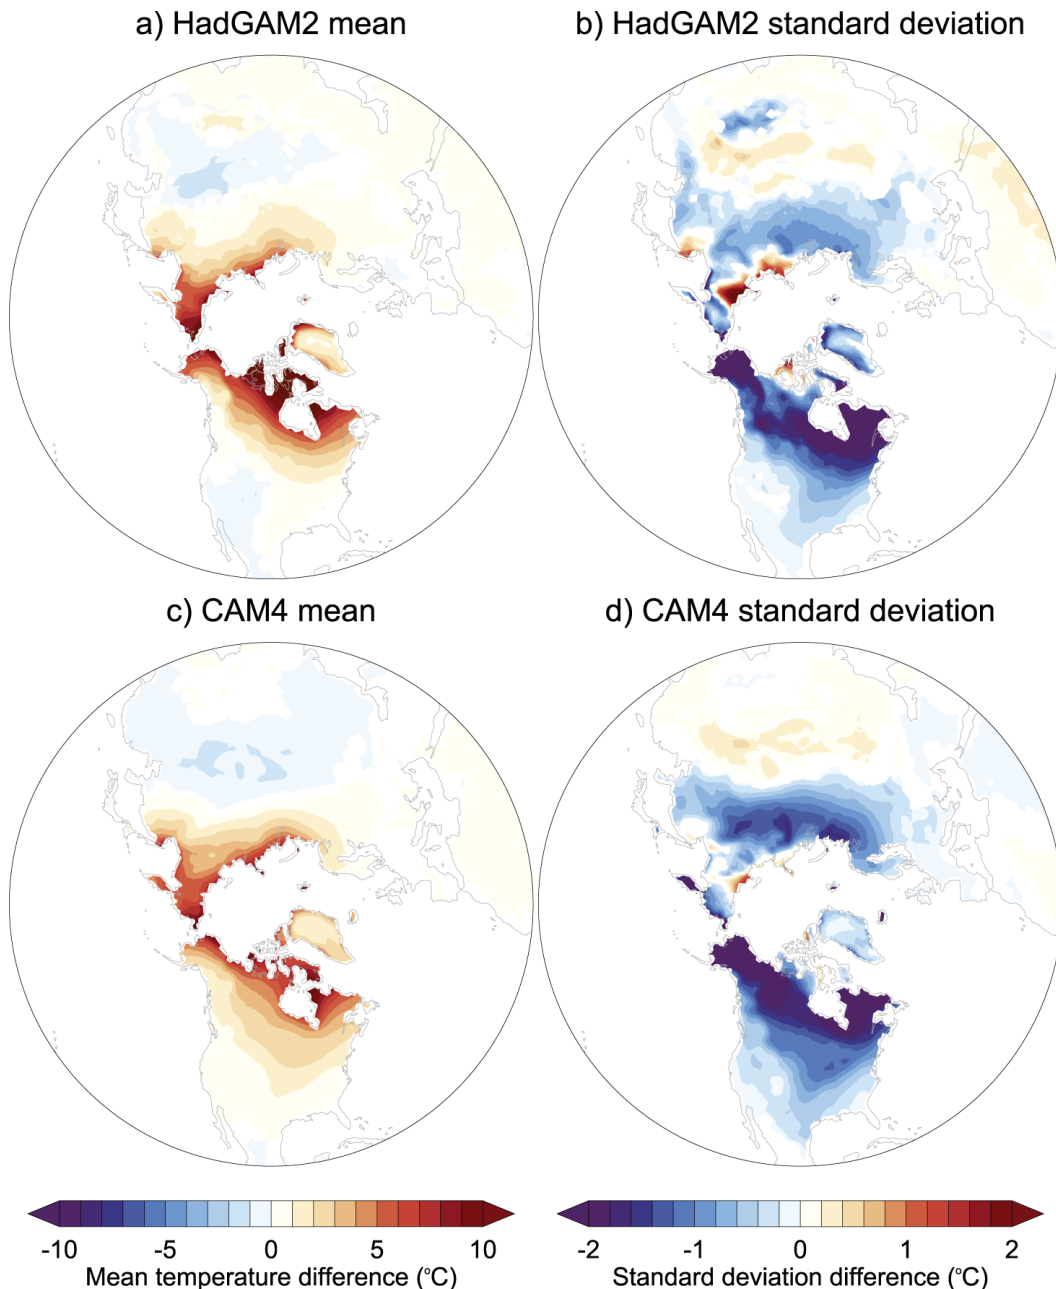 a) HadGAM2 mean
b) HadGAM2 standard deviation
c) CAM4 mean
d) CAM4 standard deviation
-10 -5 0 5 10
Mean temperature difference (°C)
-2 -1 0 1 2
Standard deviation difference (°C)